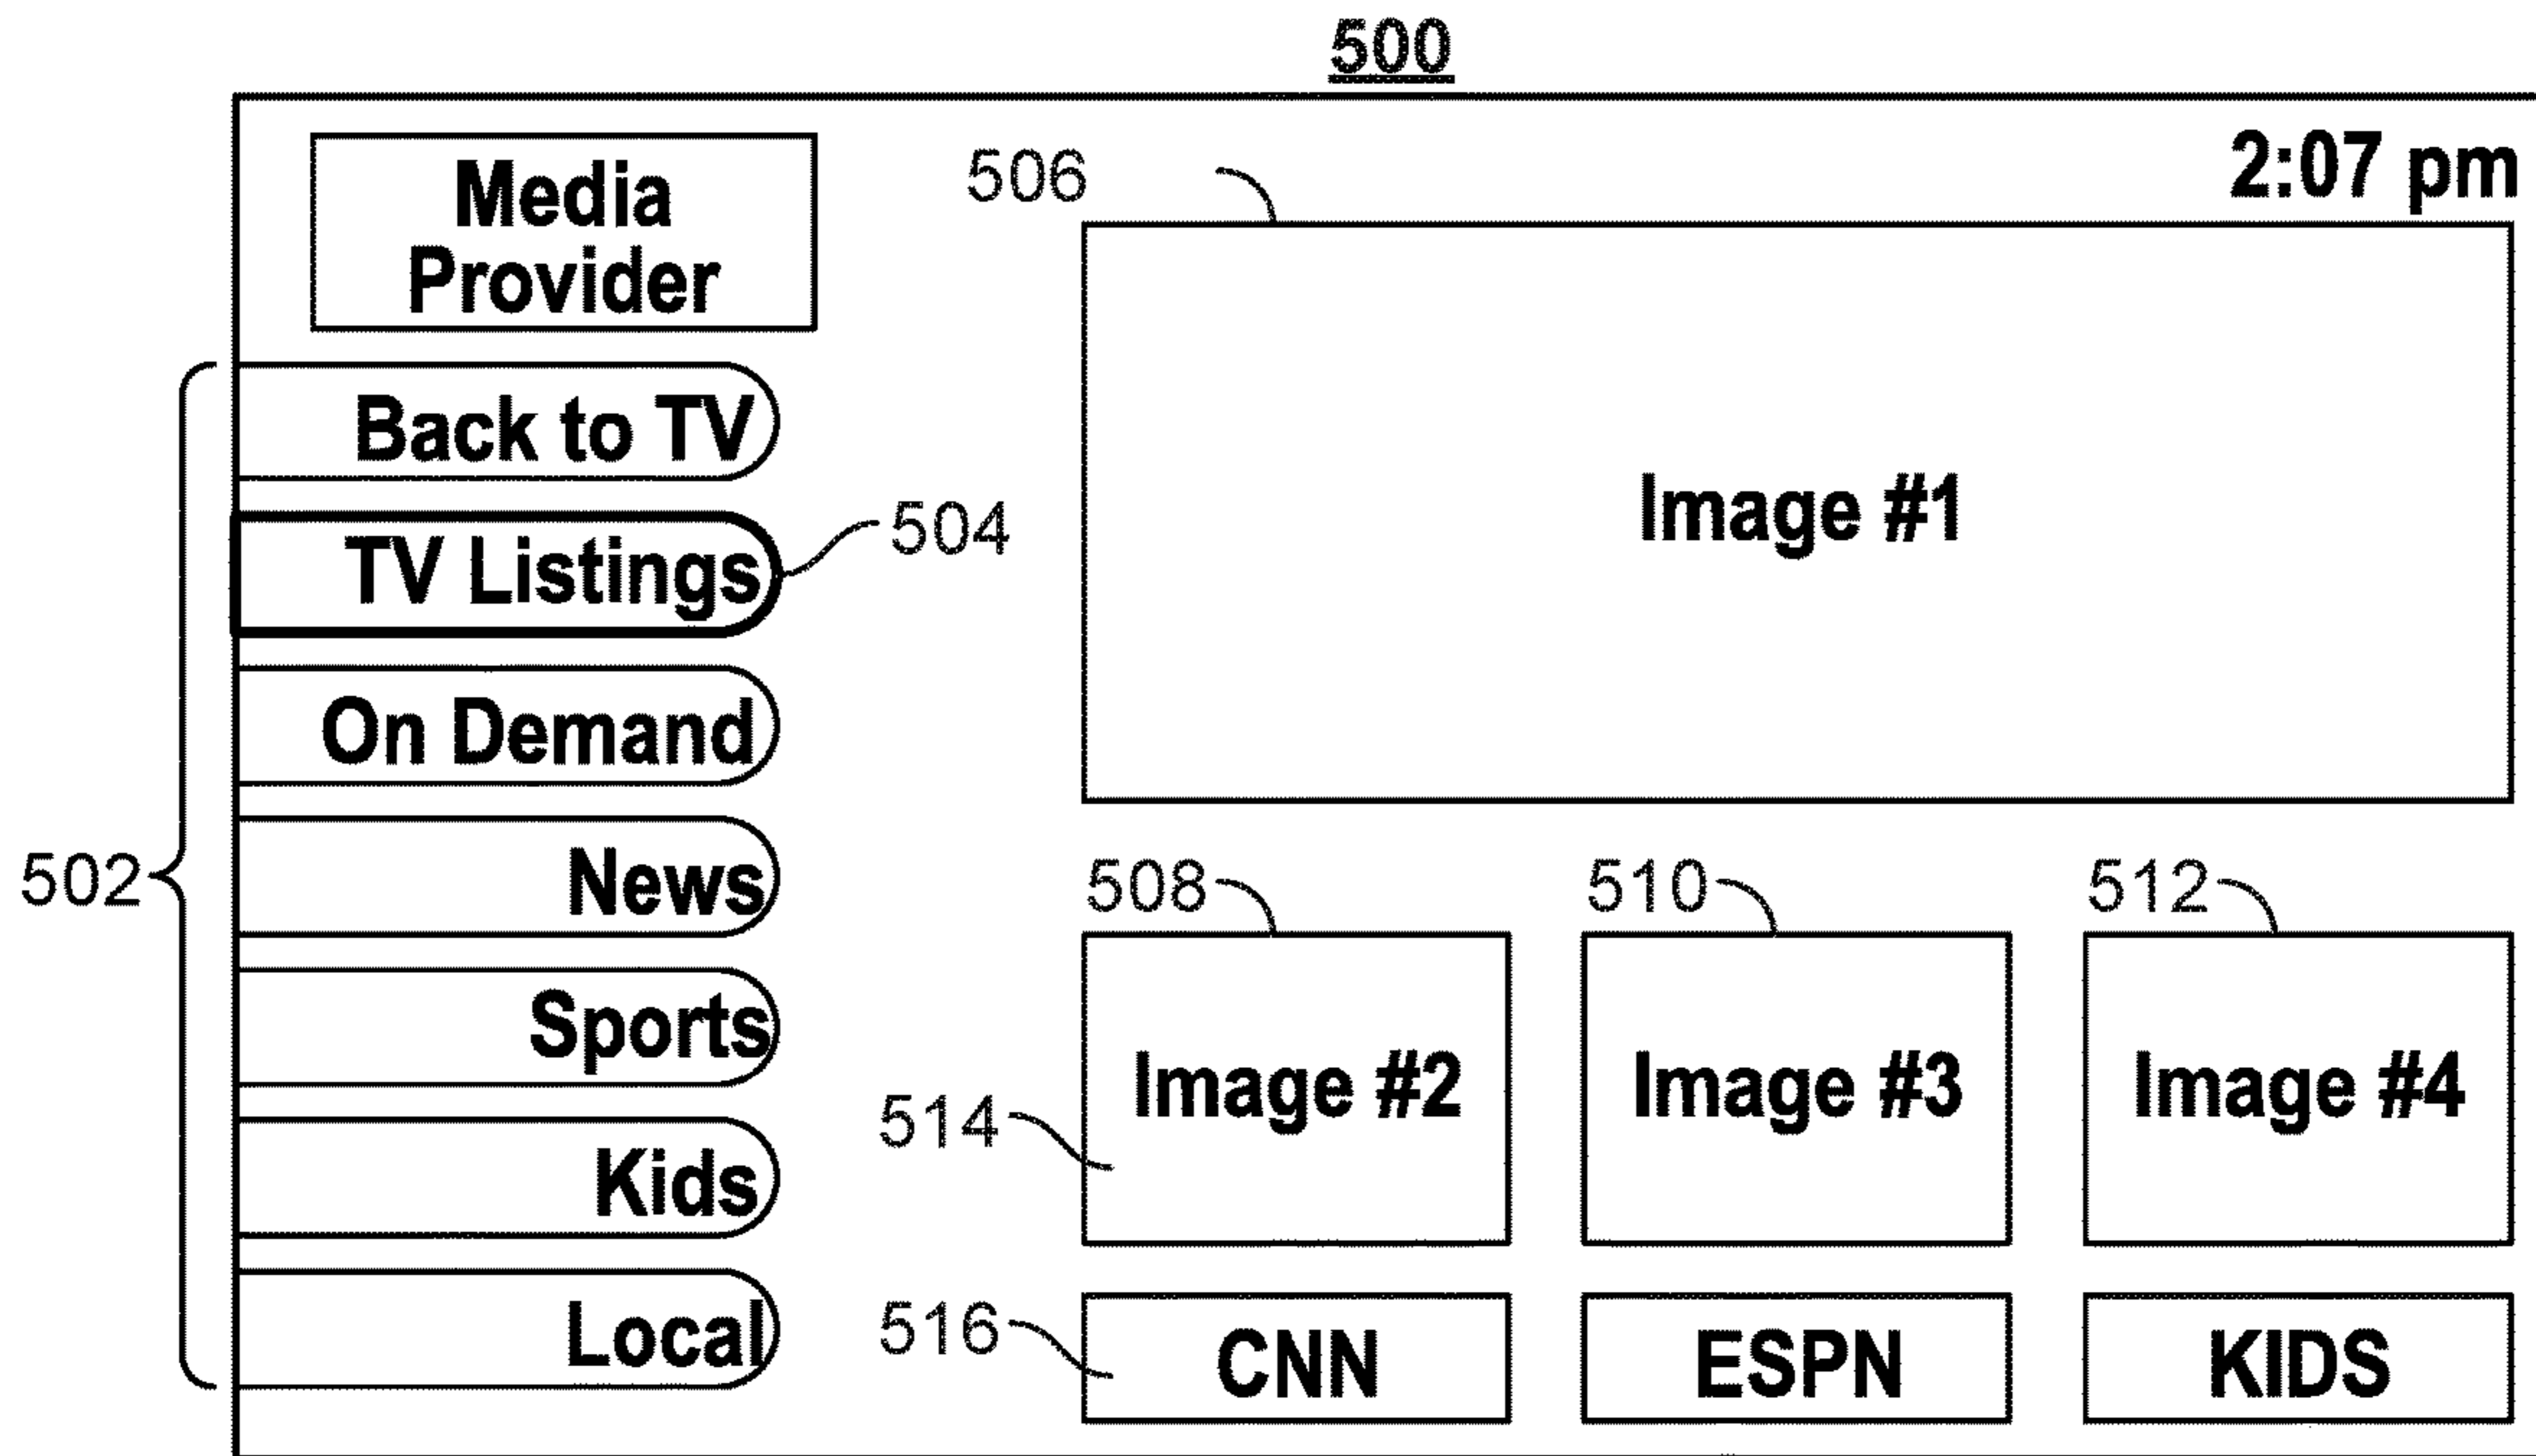 500
Media
Provider
2:07 pm
506
Image #1
Back to TV
TV Listings
504
On Demand
News
Sports
Kids
Local
502
508
510
512
Image #2
Image #3
Image #4
514
516
CNN
ESPN
KIDS